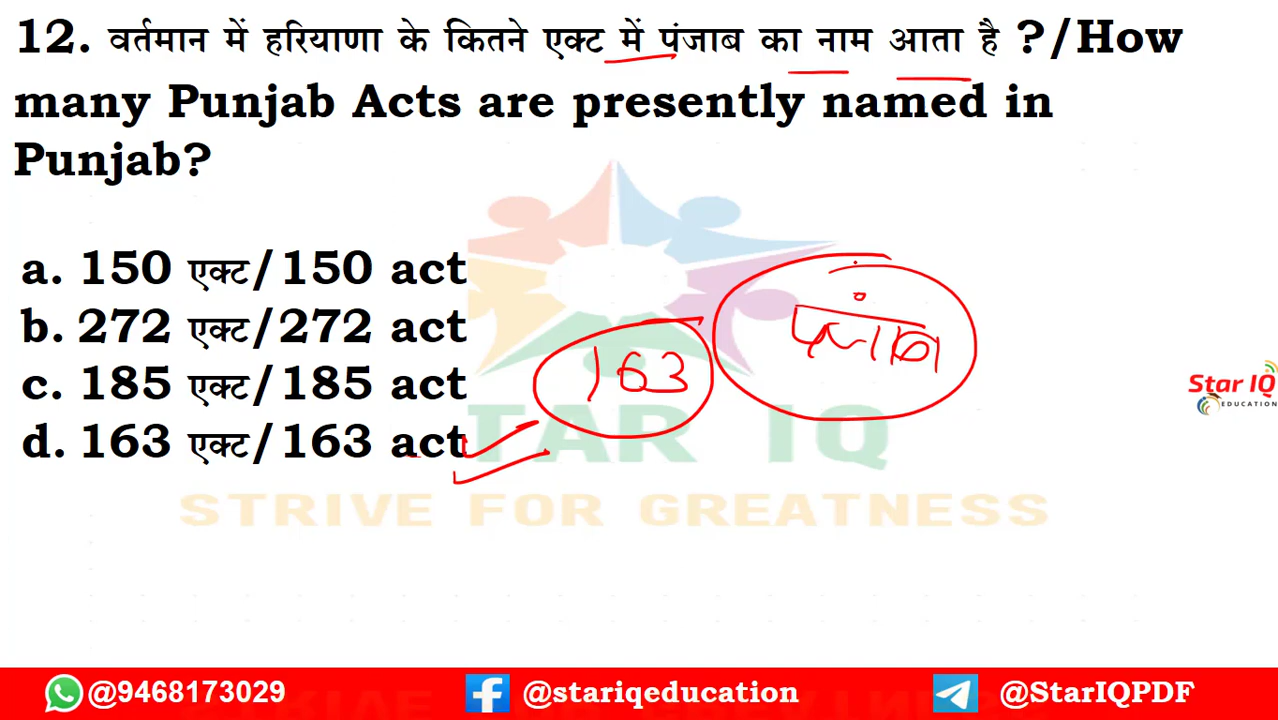 12. वर्तमान में हरियाणा के कितने एक्ट में पंजाब का नाम आता है ?/How
many Punjab Acts are presently named in
Punjab?
a. 150 एक्ट/150 act
b. 272 एक्ट/272 act
c. 185 एक्ट/185 act
d. 163 एक्ट/163 act
163
पंजाब
Star IQ
EDUCATION
STAR IQ
STRIVE FOR GREATNESS
@9468173029
@stariqeducation
@StarIQPDF